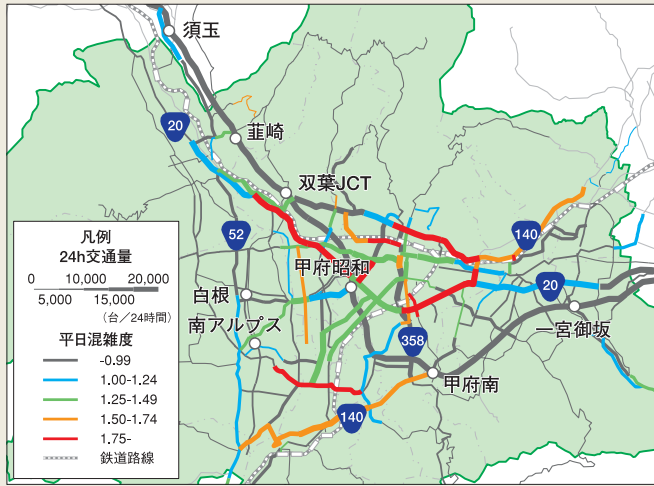 須玉
20
韮崎
双葉JCT
52
140
甲府昭和
20
白根
南アルプス
一宮御坂
358
甲府南
140
凡例
24h交通量
0 10,000 20,000
5,000 15,000
（台／24時間）
平日混雑度
-0.99
1.00-1.24
1.25-1.49
1.50-1.74
1.75-
鉄道路線